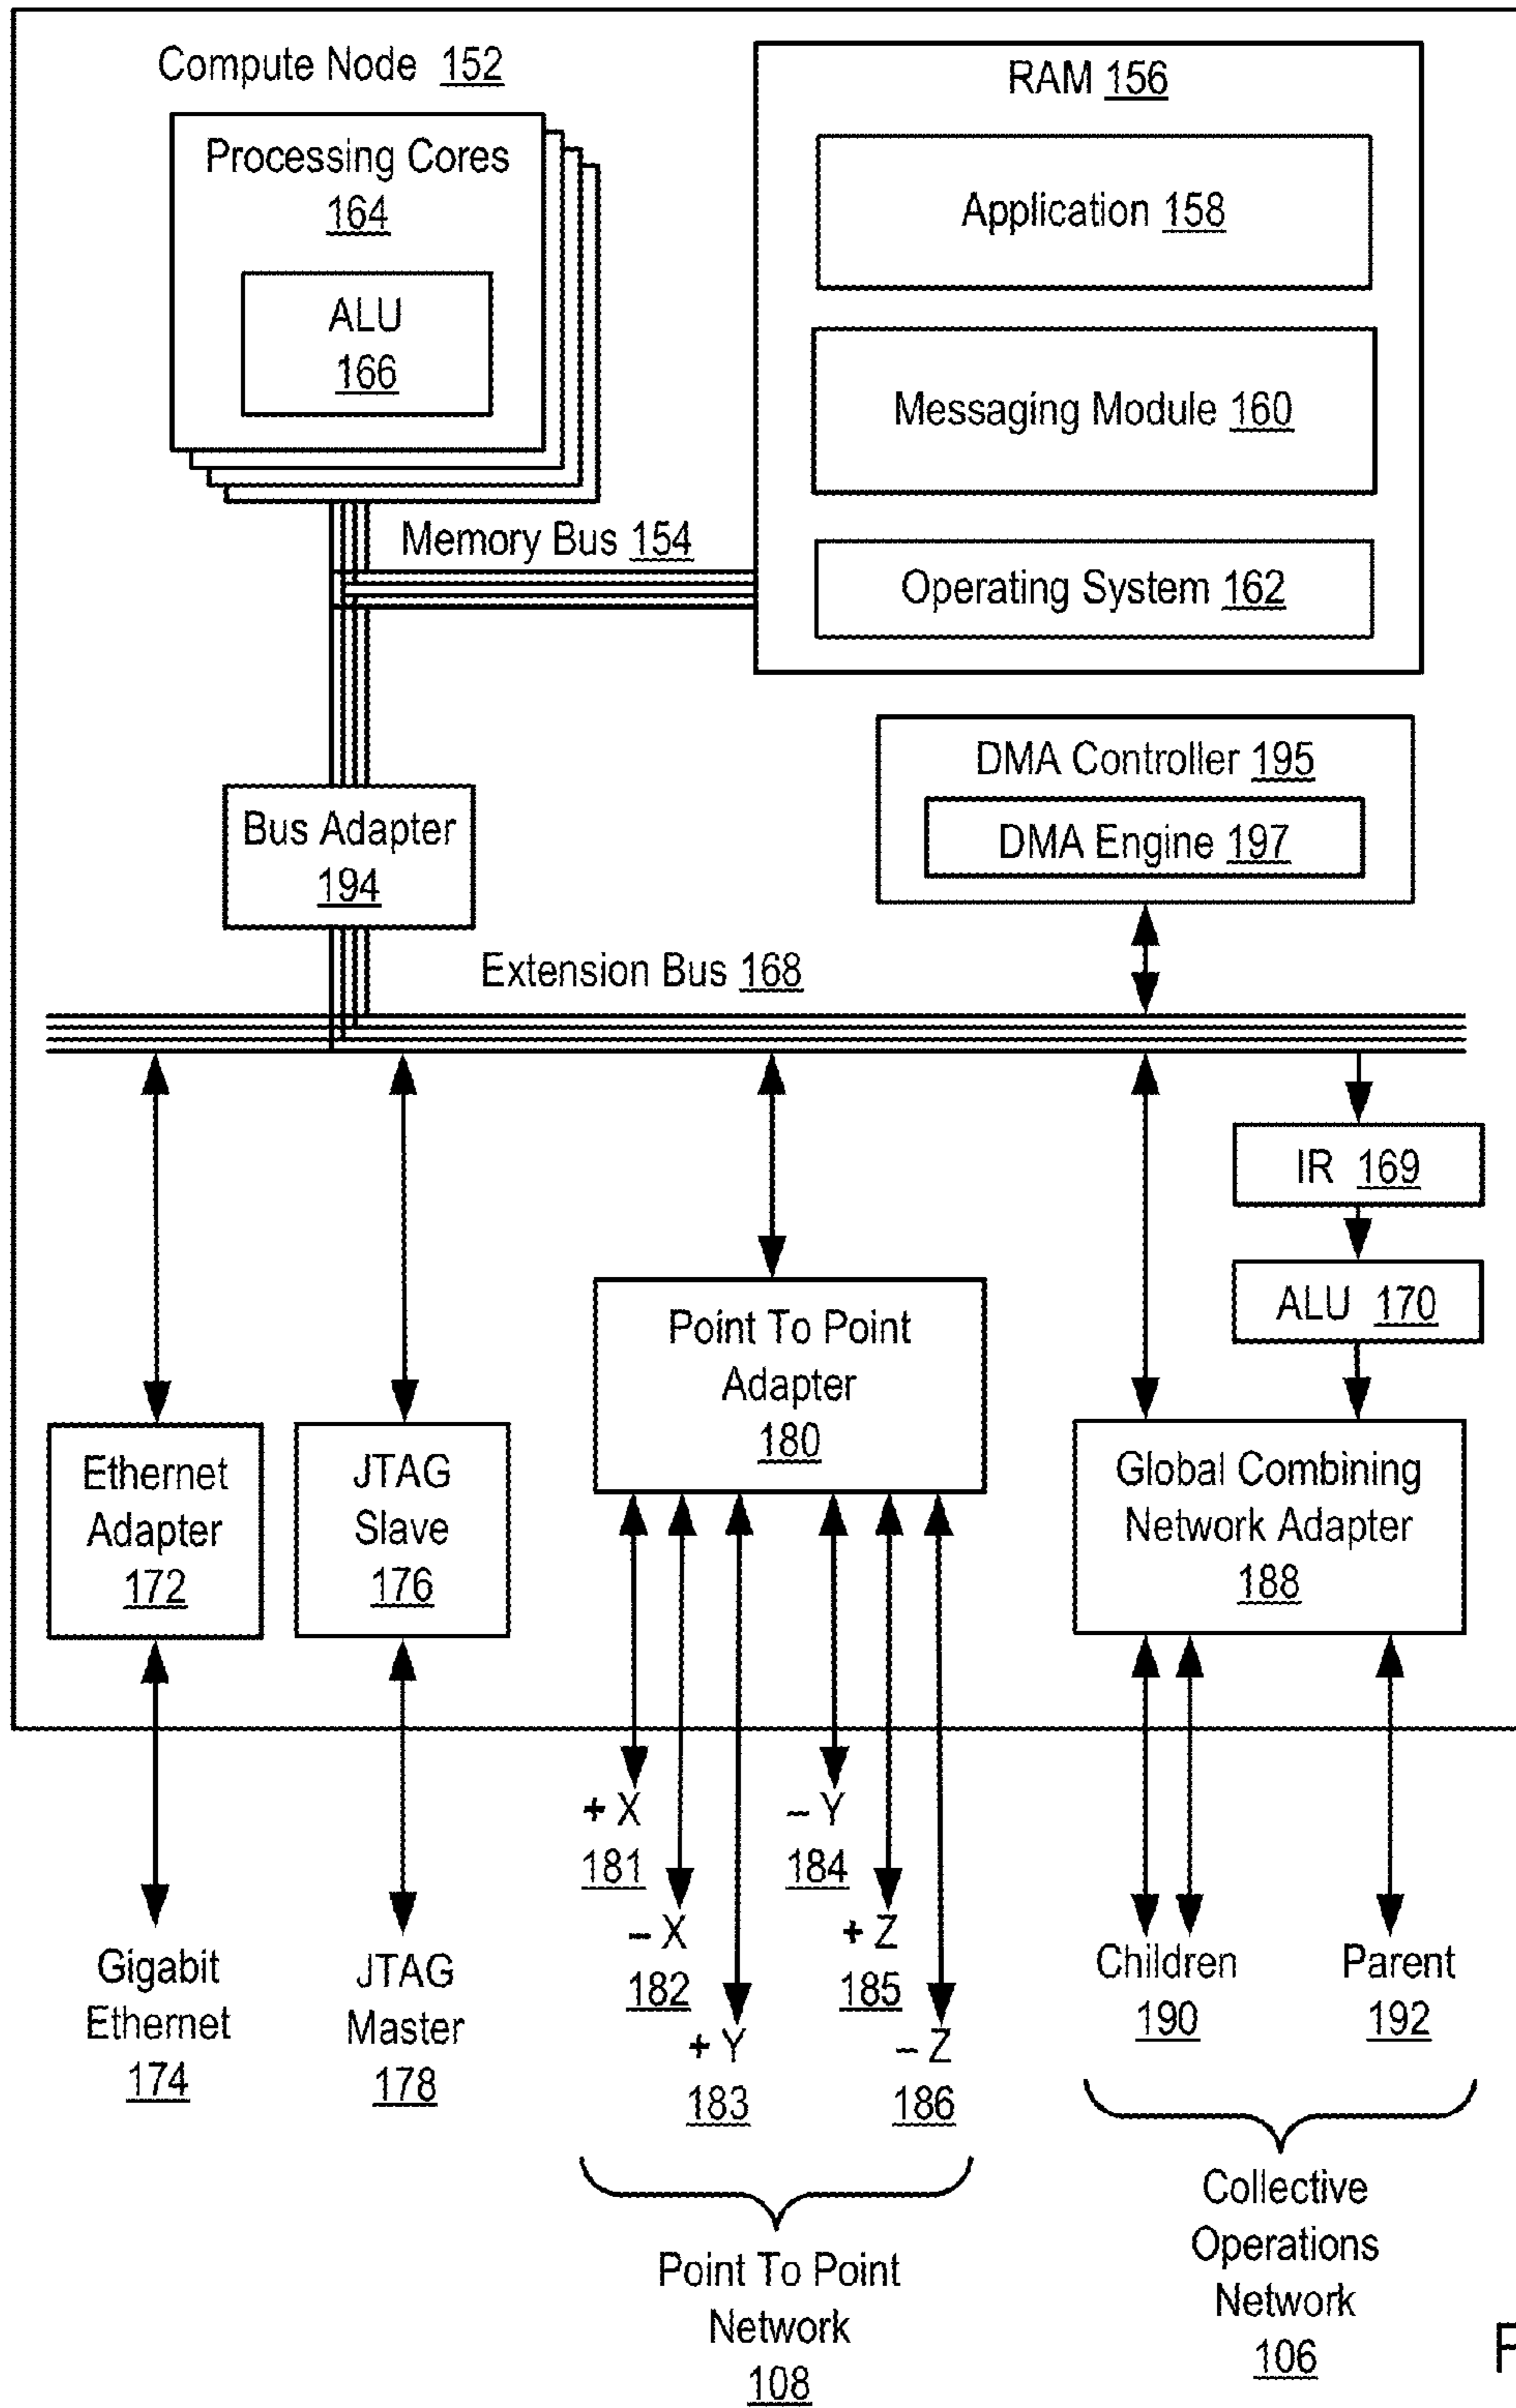 Compute Node 152
Processing Cores
164
ALU
166
RAM 156
Application 158
Messaging Module 160
Operating System 162
Memory Bus 154
DMA Controller 195
DMA Engine 197
Bus Adapter
194
Extension Bus 168
IR 169
ALU 170
Point To Point
Adapter
180
Ethernet
Adapter
172
JTAG
Slave
176
Global Combining
Network Adapter
188
+ X
181
– X
182
+ Y
183
– Y
184
+ Z
185
– Z
186
Gigabit
Ethernet
174
JTAG
Master
178
Children
190
Parent
192
Point To Point
Network
108
Collective
Operations
Network
106